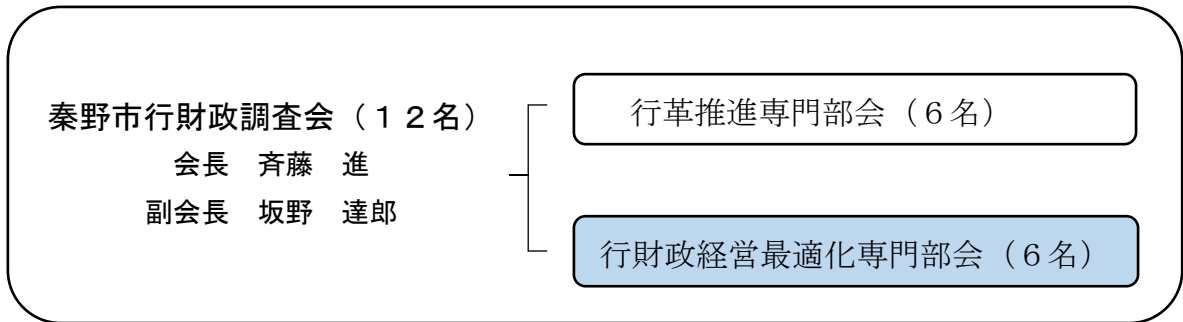 秦野市行財政調査会（１２名）
会長　斉藤　進
副会長　坂野　達郎
行革推進専門部会（６名）
行財政経営最適化専門部会（６名）